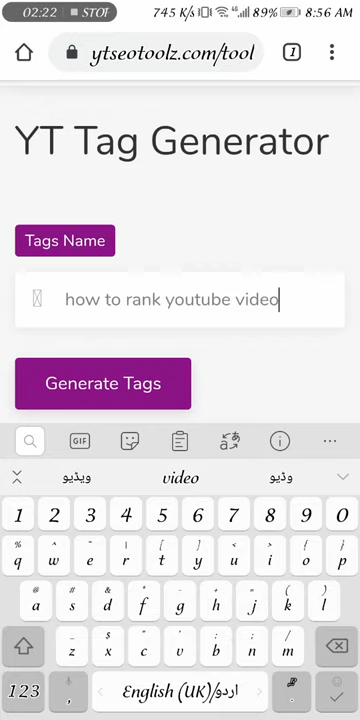 02:22 STOP 745 K/s 4G 89% 8:56 AM
ytseotoolz.com/tool 1
YT Tag Generator
Tags Name
how to rank youtube video
Generate Tags
GIF
ویڈیو video وڈیو
1 2 3 4 5 6 7 8 9 0
% ^ ~ | [ ] < > { }
q w e r t y u i o p
@ # & * - + = ( )
a s d f g h j k l
_ $ " ' : ; /
z x c v b n m
123 , English (UK)/اردو .